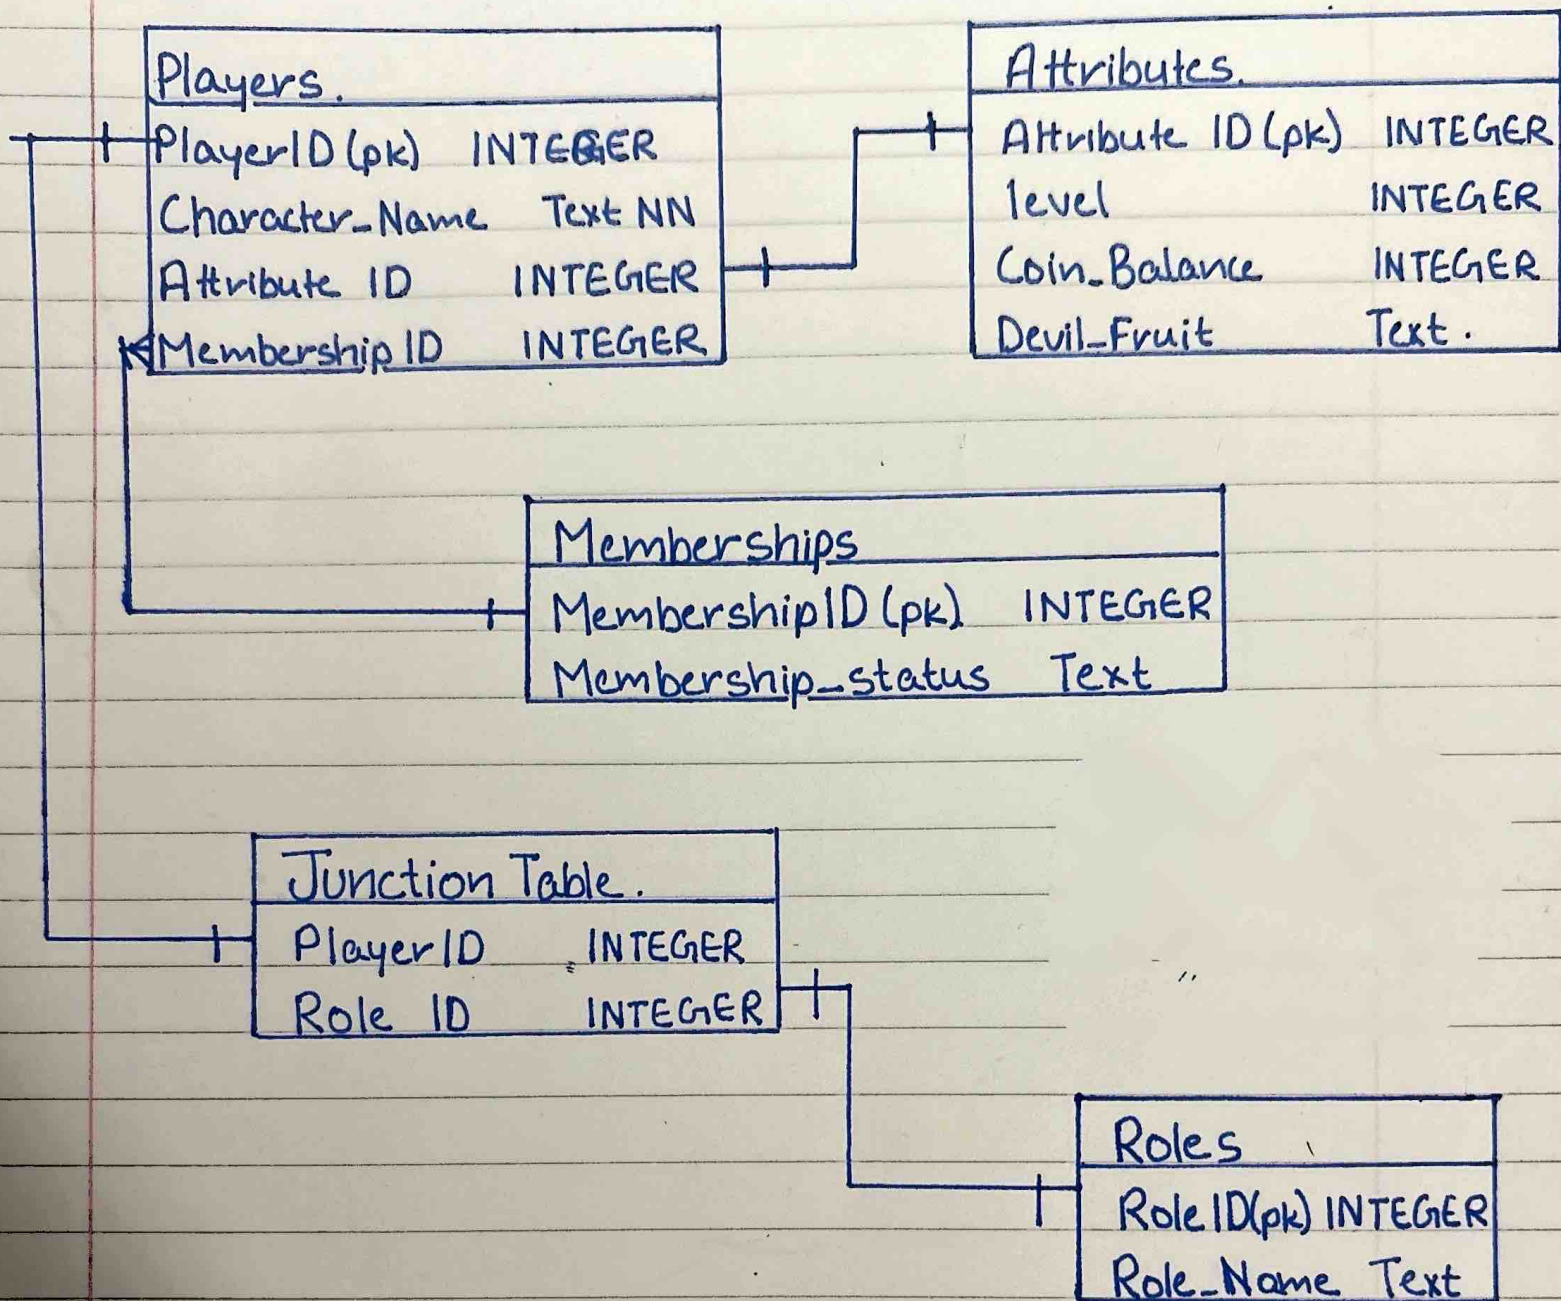 Players.
PlayerID (pk) INTEGER
Character_Name Text NN
Attribute ID INTEGER
Membership ID INTEGER
Attributes.
Attribute ID (pk) INTEGER
level INTEGER
Coin_Balance INTEGER
Devil_Fruit Text.
Memberships
MembershipID (pk) INTEGER
Membership_status Text
Junction Table.
PlayerID INTEGER
Role ID INTEGER
Roles
RoleID(pk) INTEGER
Role_Name Text